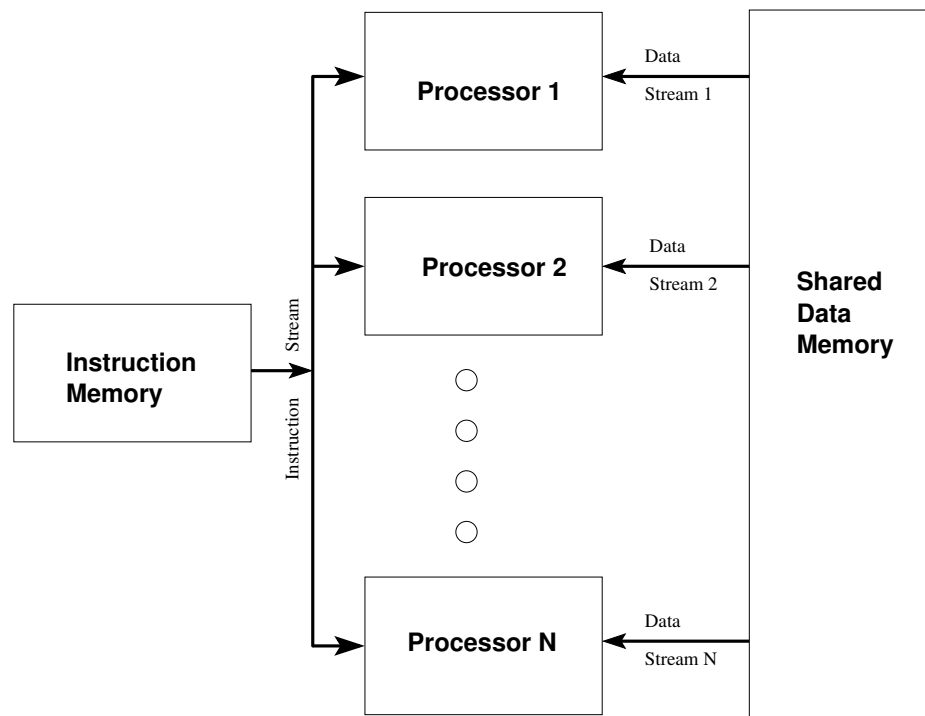 Processor 1
Data
Stream 1
Processor 2
Data
Stream 2
Shared
Data
Memory
Instruction
Memory
Stream
Instruction
Processor N
Data
Stream N